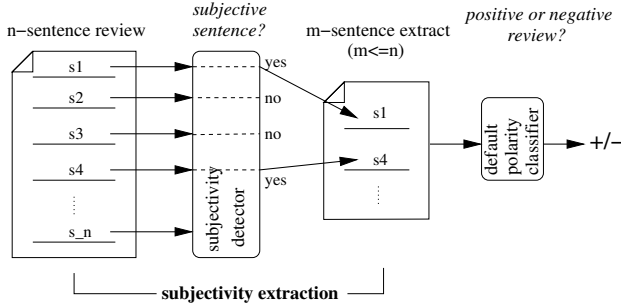 n−sentence review
subjective
sentence?
m−sentence extract
(m<=n)
positive or negative
review?
s1
s2
s3
s4
s_n
yes
no
no
yes
subjectivity
detector
s1
s4
default
polarity
classifier
+/−
subjectivity extraction